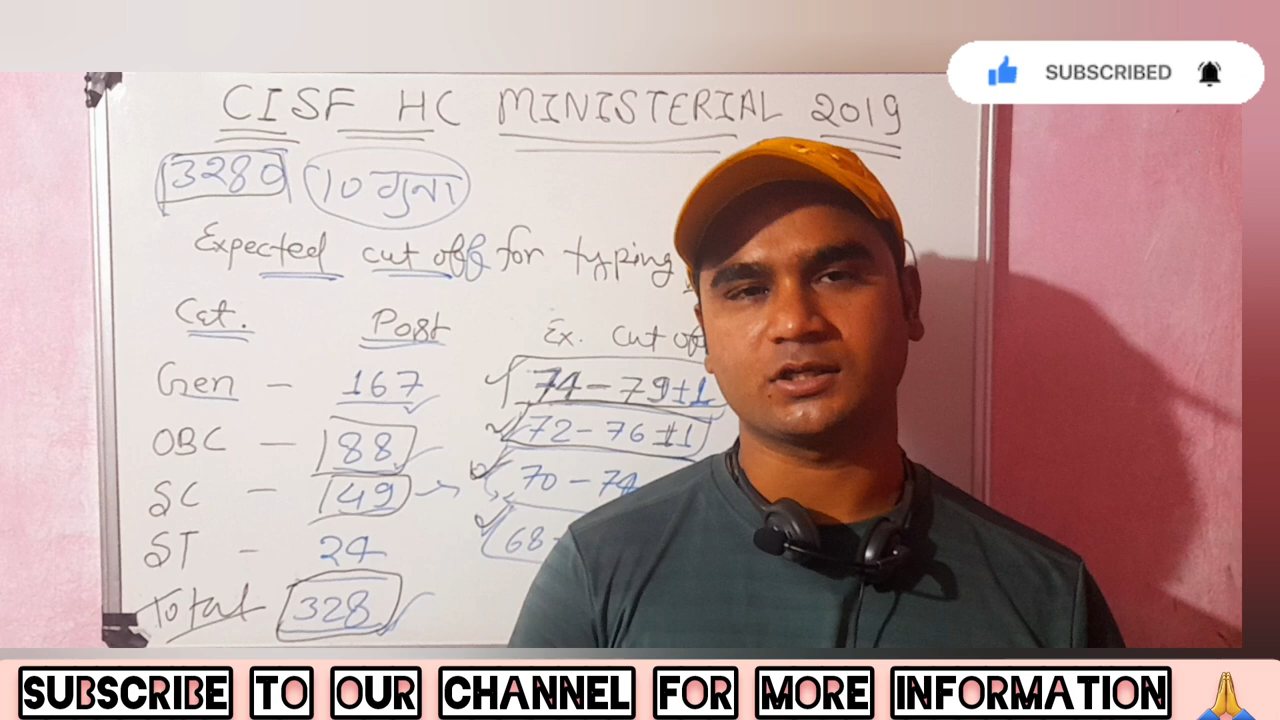 SUBSCRIBED
CISF HC MINISTERIAL 2019
3280 10 गुना
Expected cut off for typing
Cat. Post Ex. Cut off
Gen - 167 74-79±1
OBC - 88 72-76±1
SC - 49 70-74
ST - 24 68-
Total 328
SUBSCRIBE TO OUR CHANNEL FOR MORE INFORMATION 🙏